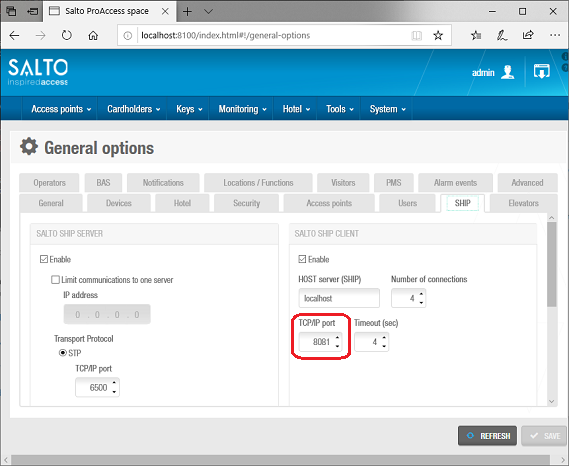 Salto ProAccess space
localhost:8100/index.html#!/general-options
SALTO
inspiredaccess
admin
Access points Cardholders Keys Monitoring Hotel Tools System
General options
Operators BAS Notifications Locations / Functions Visitors PMS Alarm events Advanced
General Devices Hotel Security Access points Users SHIP Elevators
SALTO SHIP SERVER
Enable
Limit communications to one server
IP address
0 . 0 . 0 . 0
Transport Protocol
STP
TCP/IP port
6500
SALTO SHIP CLIENT
Enable
HOST server (SHIP) Number of connections
localhost 4
TCP/IP port Timeout (sec)
8081 4
REFRESH SAVE